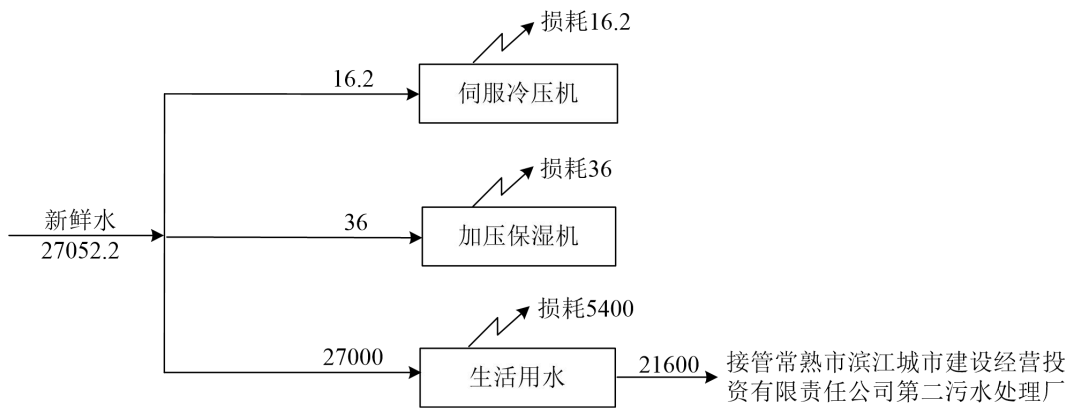 损耗16.2
16.2
伺服冷压机
损耗36
新鲜水
27052.2
36
加压保湿机
损耗5400
27000
生活用水
21600
接管常熟市滨江城市建设经营投
资有限责任公司第二污水处理厂